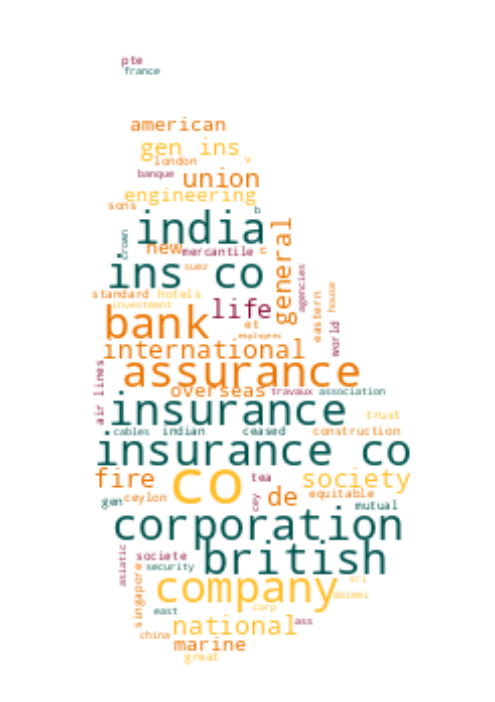 pte
france
american
gen ins
london
v
banque
union
engineering
sons
b
india
crown
new
mercantile
general
c
ins co
suez
agencies
standard
hotels
investment
life
eastern
house
bank
et
world
employees
international
air lines
assurance
overseas
travaux
association
insurance
trust
cables
indian
ceased
construction
insurance co
fire
co
tea
society
de
equitable
gen
ceylon
cey
mutual
corporation
british
asiatic
societe
security
company
sri
daimei
singapore
east
corp
national
ass
china
marine
great